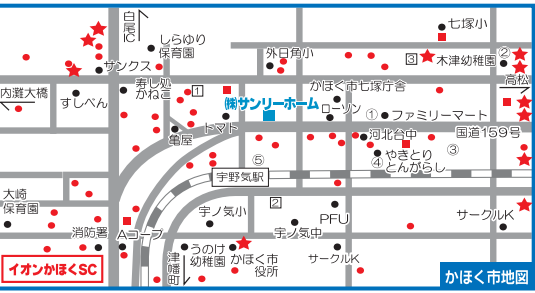 白尾IC
しらゆり
保育園
サンクス
七塚小
外日角小
3
木津幼稚園
②
内灘大橋
すしべん
寿し処
かねこ
1
㈱サンリーホーム
かほく市七塚庁舎
ローソン
①
ファミリーマート
高松
亀屋
トマト
河北台中
国道159号
⑤
④
やきとり
とんがらし
③
宇野気駅
大崎
保育園
宇ノ気小
2
PFU
サークルK
消防署
Aコープ
宇ノ気中
イオンかほくSC
津幡町
うのけ
幼稚園
かほく市
役所
サークルK
かほく市地図